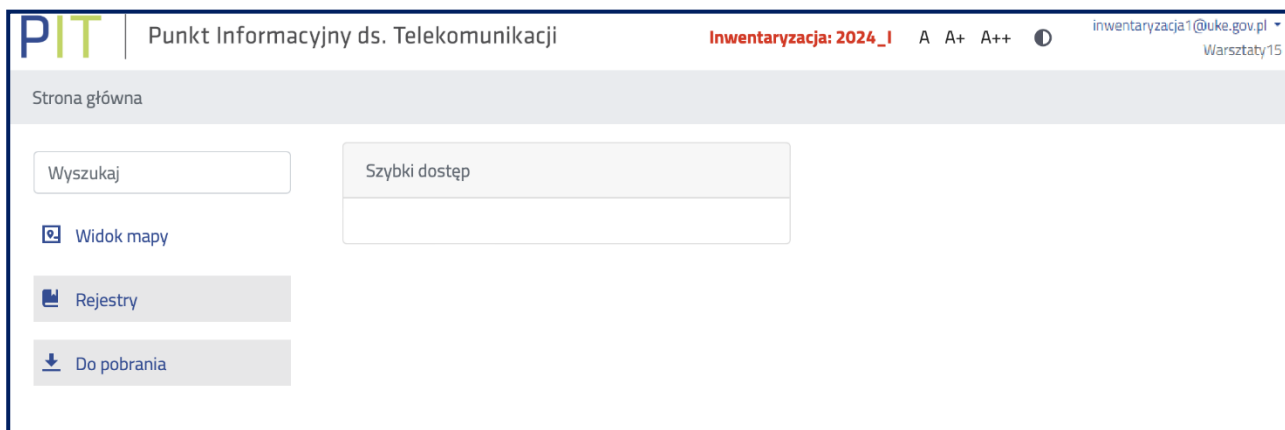 PIT Punkt Informacyjny ds. Telekomunikacji
Inwentaryzacja: 2024_I A A+ A++
inwentaryzacja1@uke.gov.pl
Warsztaty15
Strona główna
Wyszukaj
Widok mapy
Rejestry
Do pobrania
Szybki dostęp